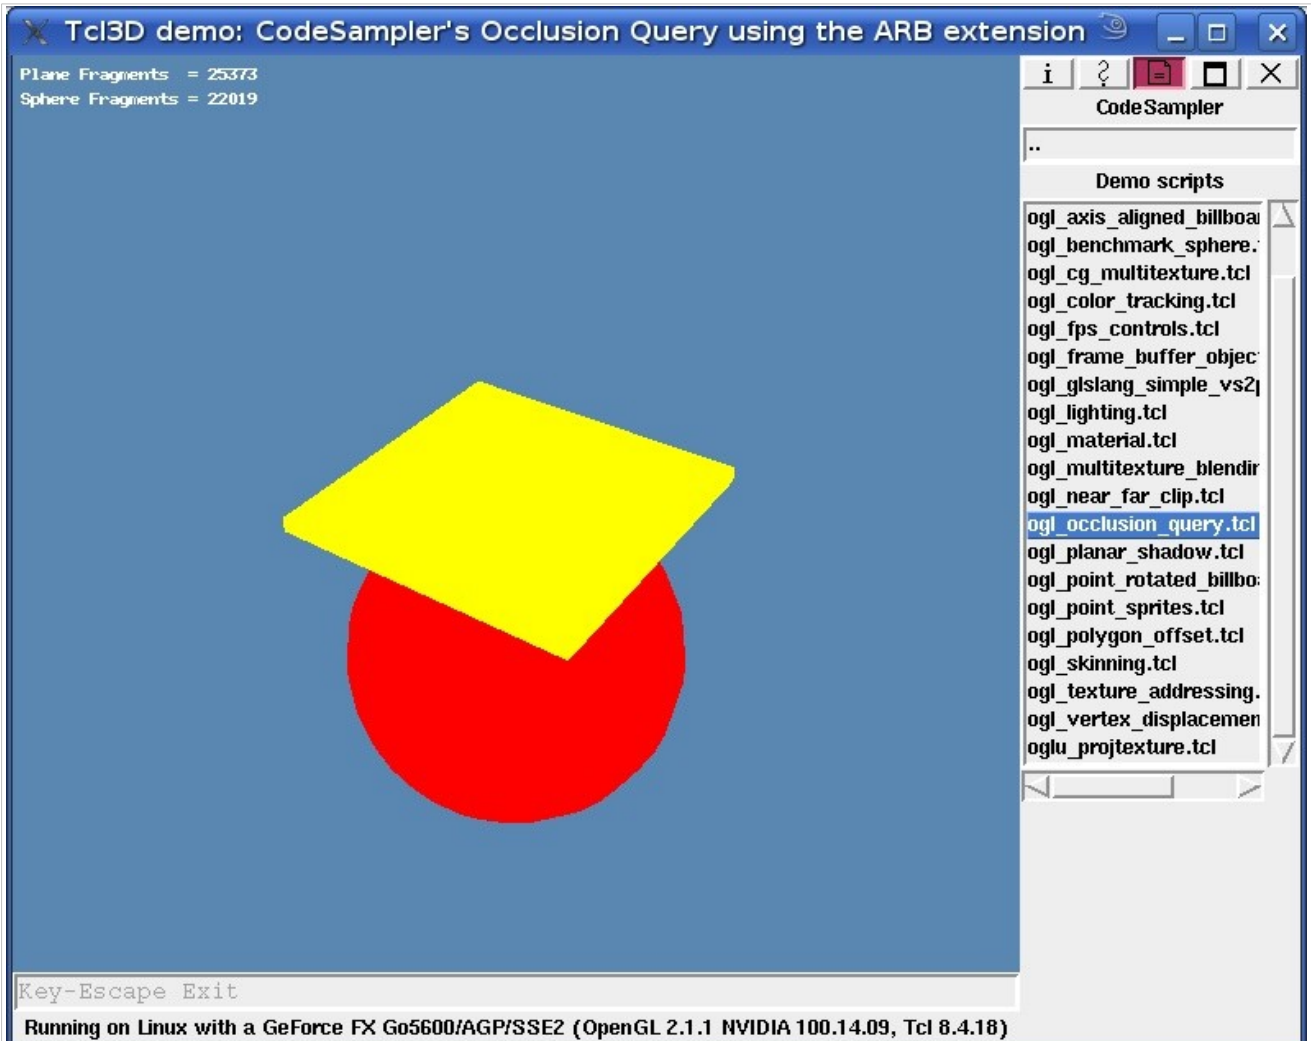 Tcl3D demo: CodeSampler's Occlusion Query using the ARB extension
Plane Fragments = 25373
Sphere Fragments = 22019
i ?
CodeSampler
..
Demo scripts
ogl_axis_aligned_billboar
ogl_benchmark_sphere.
ogl_cg_multitexture.tcl
ogl_color_tracking.tcl
ogl_fps_controls.tcl
ogl_frame_buffer_objec
ogl_glslang_simple_vs2p
ogl_lighting.tcl
ogl_material.tcl
ogl_multitexture_blendin
ogl_near_far_clip.tcl
ogl_occlusion_query.tcl
ogl_planar_shadow.tcl
ogl_point_rotated_billbo
ogl_point_sprites.tcl
ogl_polygon_offset.tcl
ogl_skinning.tcl
ogl_texture_addressing.
ogl_vertex_displacemen
oglu_projtexture.tcl
Key-Escape Exit
Running on Linux with a GeForce FX Go5600/AGP/SSE2 (OpenGL 2.1.1 NVIDIA 100.14.09, Tcl 8.4.18)